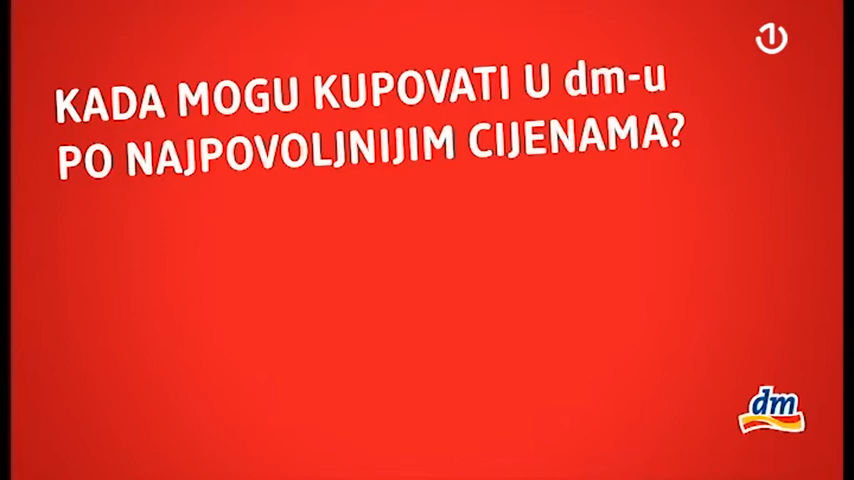 KADA MOGU KUPOVATI U dm-u
PO NAJPOVOLJNIJIM CIJENAMA?
dm